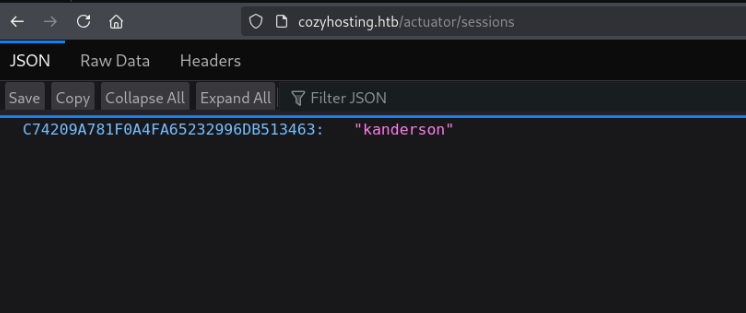 cozyhosting.htb/actuator/sessions
JSON Raw Data Headers
Save Copy Collapse All Expand All Filter JSON
C74209A781F0A4FA65232996DB513463: "kanderson"